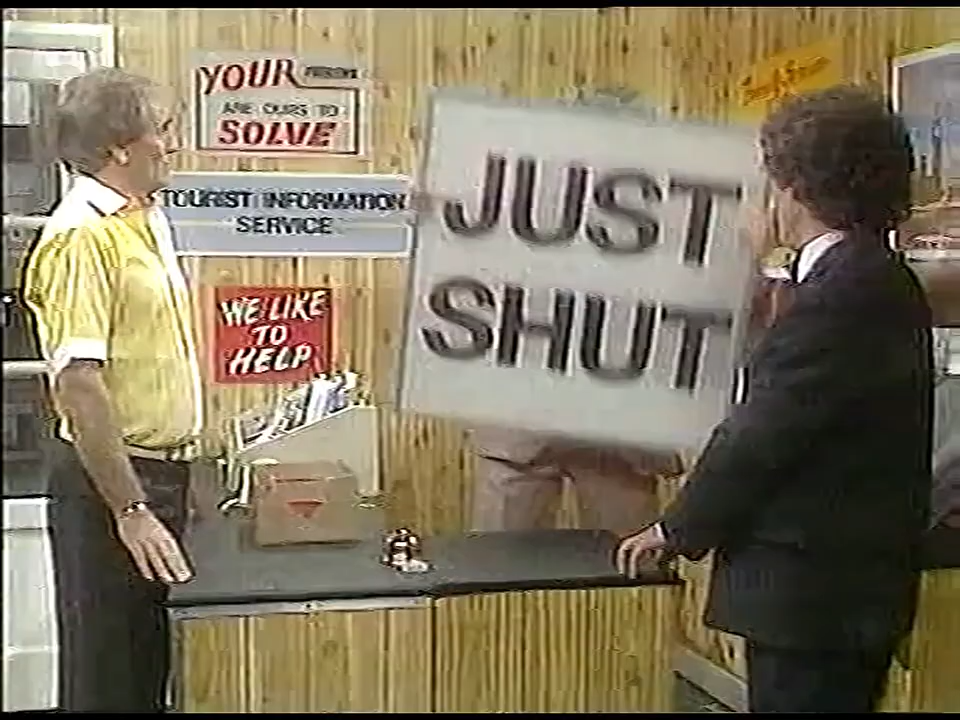 YOUR
ARE OURS TO
SOLVE
TOURIST INFORMATION
SERVICE
WE LIKE
TO
HELP
JUST
SHUT